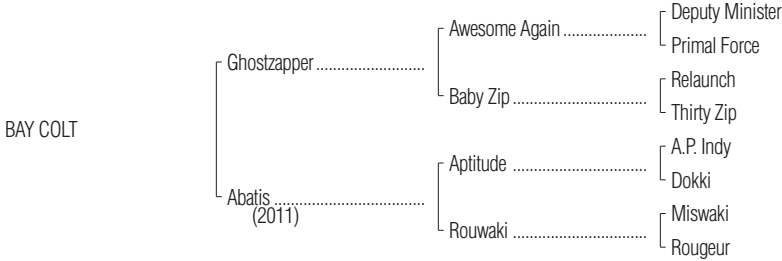 Deputy Minister
Awesome Again ....................
Primal Force
Ghostzapper ..........................
Relaunch
Baby Zip ................................
Thirty Zip
BAY COLT
A.P. Indy
Aptitude ................................
Dokki
Abatis ....................................
(2011)
Miswaki
Rouwaki ................................
Rougeur